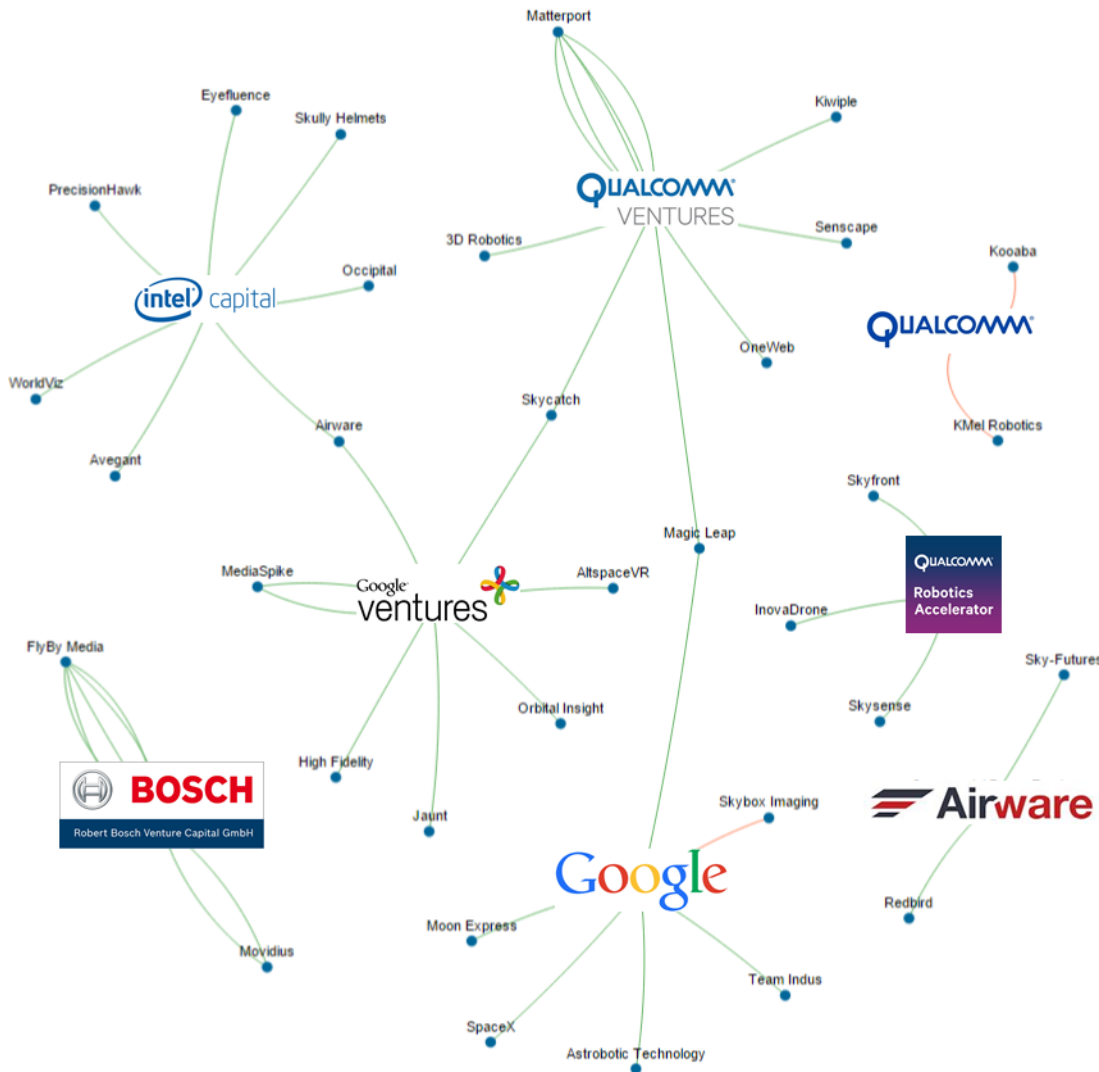 Matterport
Eyefluence
Kiwiple
Skully Helmets
PrecisionHawk
QUALCOMM®
VENTURES
Senscape
3D Robotics
Kooaba
Occipital
intel capital
QUALCOMM®
OneWeb
WorldViz
Skycatch
Airware
KMel Robotics
Avegant
Skyfront
Magic Leap
QUALCOMM®
MediaSpike
AltspaceVR
Google™
ventures
Robotics
Accelerator
InovaDrone
FlyBy Media
Sky-Futures
Orbital Insight
Skysense
High Fidelity
BOSCH
Robert Bosch Venture Capital GmbH
Skybox Imaging
Airware
Jaunt
Google
Redbird
Moon Express
Movidius
Team Indus
SpaceX
Astrobotic Technology